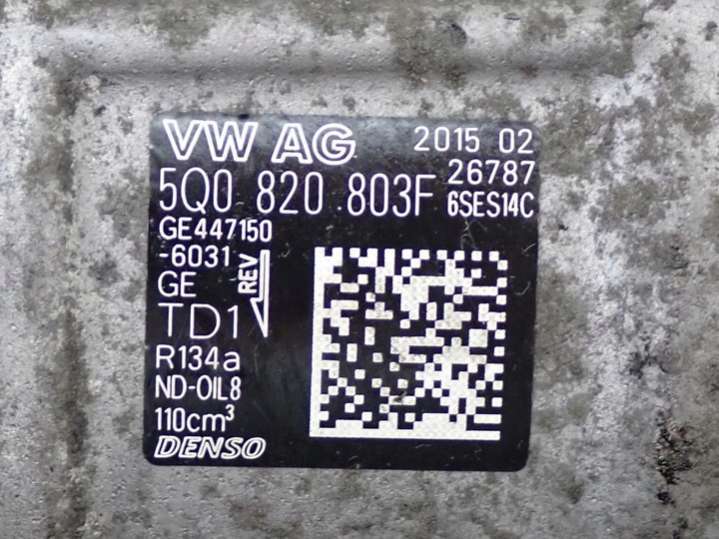 VW AG 2015 02
26787
5Q0 820 803F 6SES14C
GE447150
-6031
GE REV
TD1
R134a
ND-OIL8
110cm³
DENSO